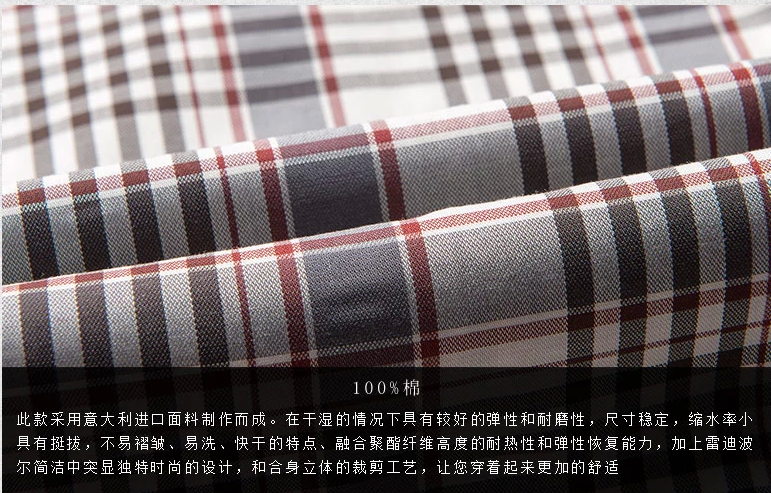 100%棉
此款采用意大利进口面料制作而成。在干湿的情况下具有较好的弹性和耐磨性，尺寸稳定，缩水率小
具有挺拔，不易褶皱、易洗、快干的特点、融合聚酯纤维高度的耐热性和弹性恢复能力，加上雷迪波
尔简洁中突显独特时尚的设计，和合身立体的裁剪工艺，让您穿着起来更加的舒适